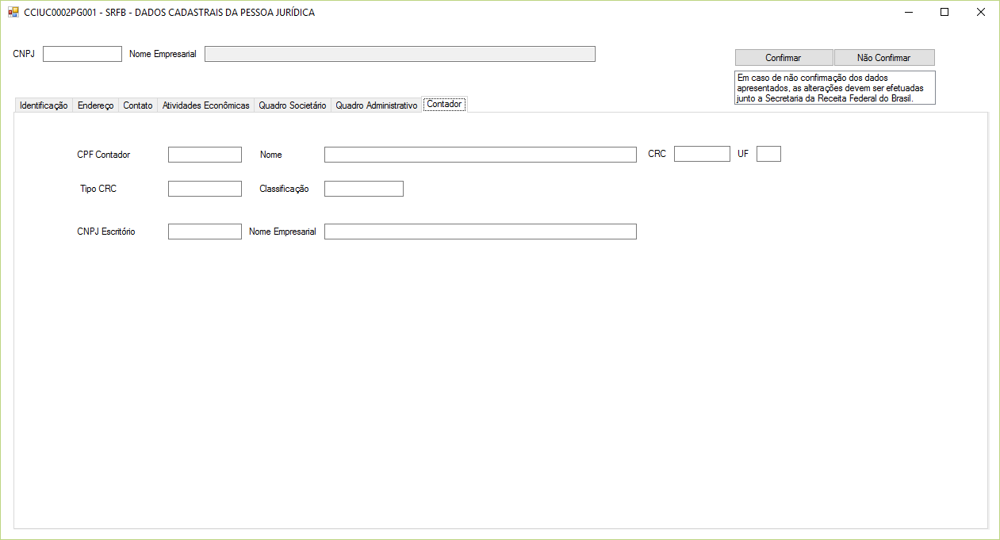 CCIUC0002PG001 - SRFB - DADOS CADASTRAIS DA PESSOA JURÍDICA
CNPJ Nome Empresarial
Confirmar Não Confirmar
Em caso de não confirmação dos dados
apresentados, as alterações devem ser efetuadas
junto a Secretaria da Receita Federal do Brasil.
Identificação Endereço Contato Atividades Econômicas Quadro Societário Quadro Administrativo Contador
CPF Contador Nome CRC UF
Tipo CRC Classificação
CNPJ Escritório Nome Empresarial